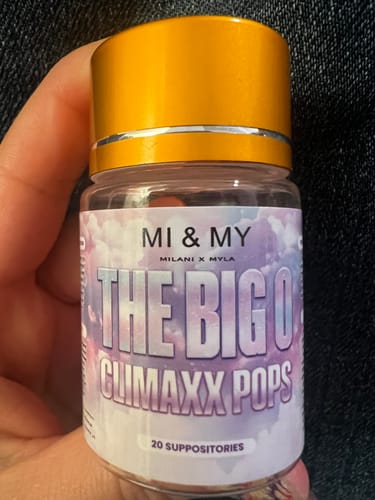 MI & MY
MILANI X MYLA
THE BIG O
CLIMAXX POPS
20 SUPPOSITORIES